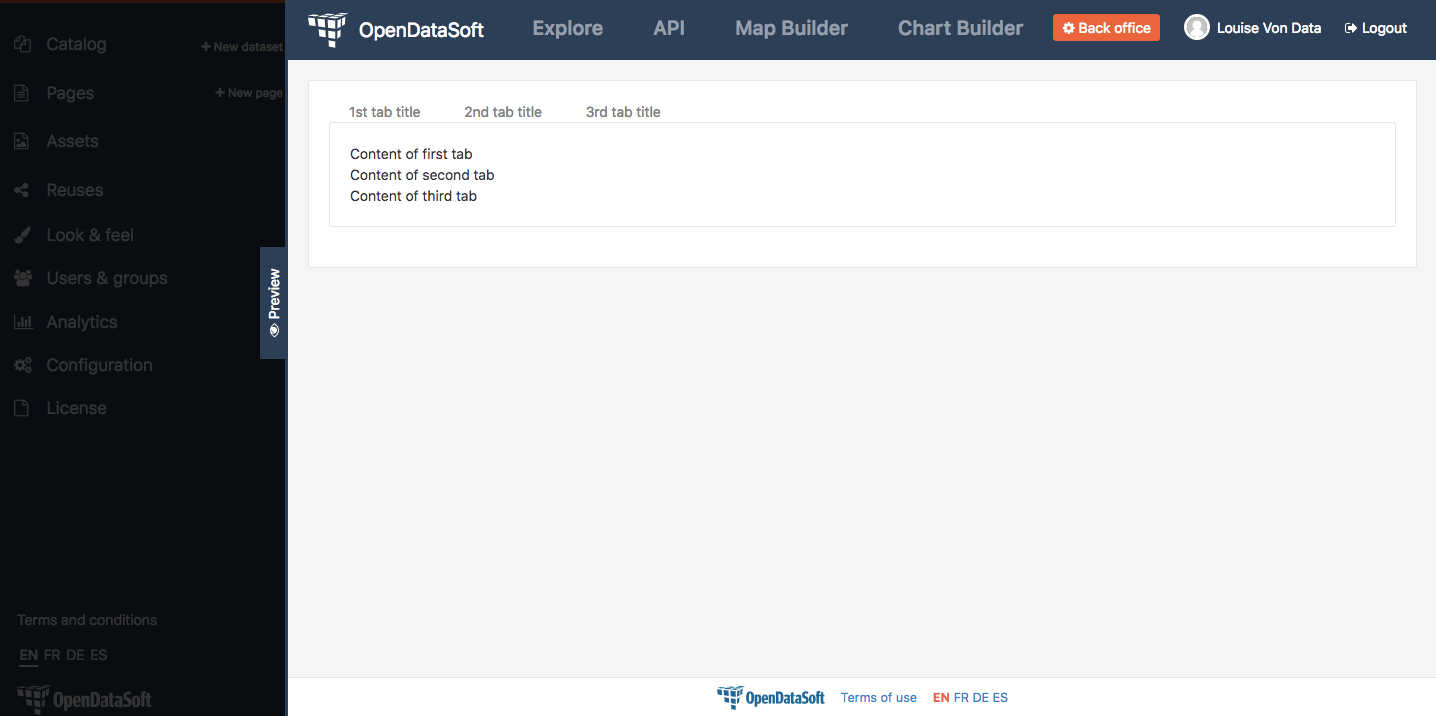 Catalog
+ New dataset
Pages
+ New page
Assets
Reuses
Look & feel
Users & groups
Analytics
Configuration
License
Terms and conditions
EN FR DE ES
OpenDataSoft
Preview
OpenDataSoft
Explore
API
Map Builder
Chart Builder
Back office
Louise Von Data
Logout
1st tab title
2nd tab title
3rd tab title
Content of first tab
Content of second tab
Content of third tab
OpenDataSoft
Terms of use
EN FR DE ES